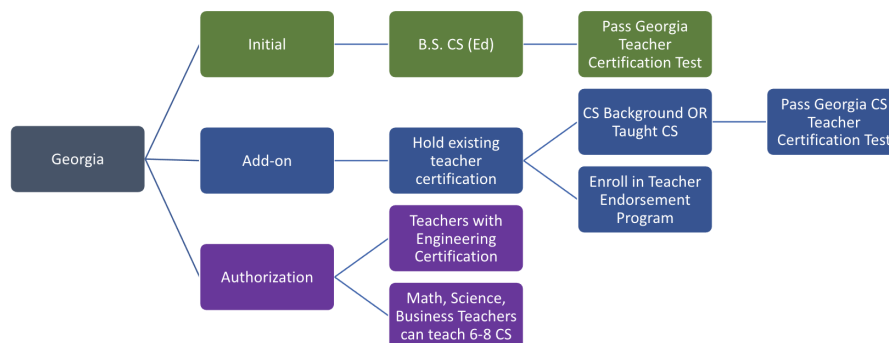 Georgia
Initial
B.S. CS (Ed)
Pass Georgia
Teacher
Certification Test
Add-on
Hold existing
teacher
certification
CS Background OR
Taught CS
Pass Georgia CS
Teacher
Certification Test
Enroll in Teacher
Endorsement
Program
Authorization
Teachers with
Engineering
Certification
Math, Science,
Business Teachers
can teach 6-8 CS